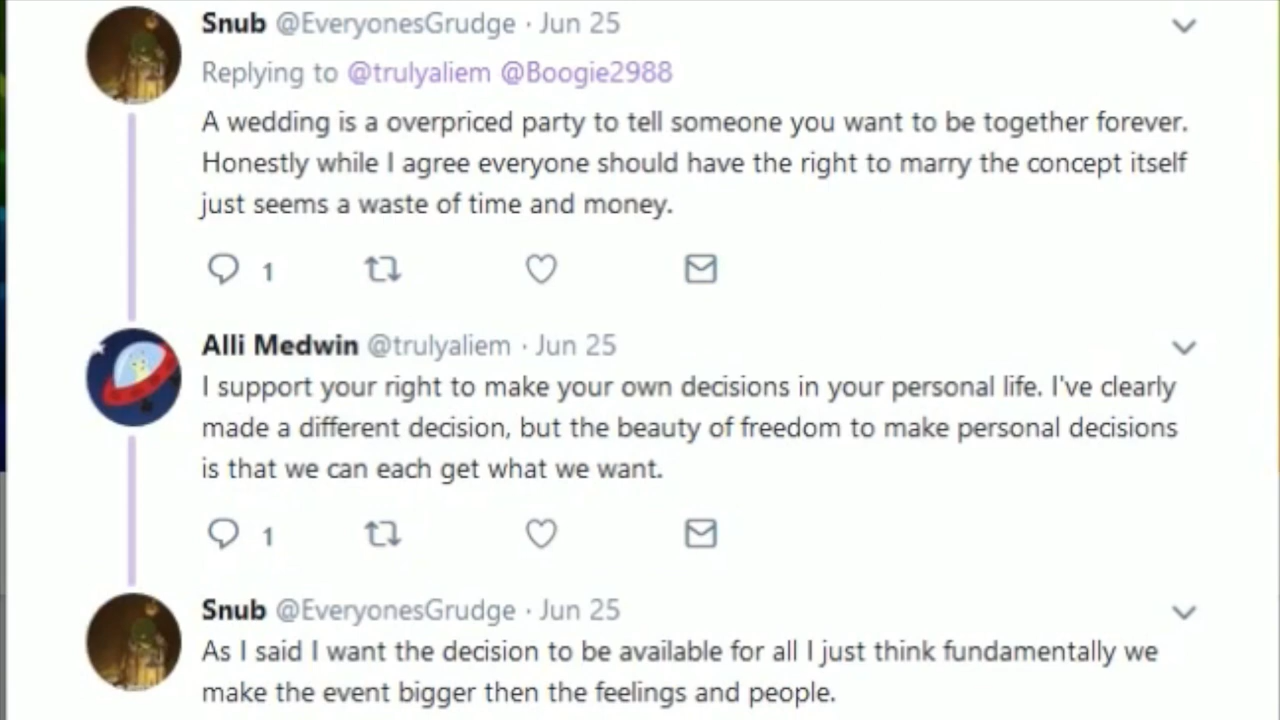 Snub @EveryonesGrudge · Jun 25
Replying to @trulyaliem @Boogie2988
A wedding is a overpriced party to tell someone you want to be together forever.
Honestly while I agree everyone should have the right to marry the concept itself
just seems a waste of time and money.
1
Alli Medwin @trulyaliem · Jun 25
I support your right to make your own decisions in your personal life. I've clearly
made a different decision, but the beauty of freedom to make personal decisions
is that we can each get what we want.
1
Snub @EveryonesGrudge · Jun 25
As I said I want the decision to be available for all I just think fundamentally we
make the event bigger then the feelings and people.